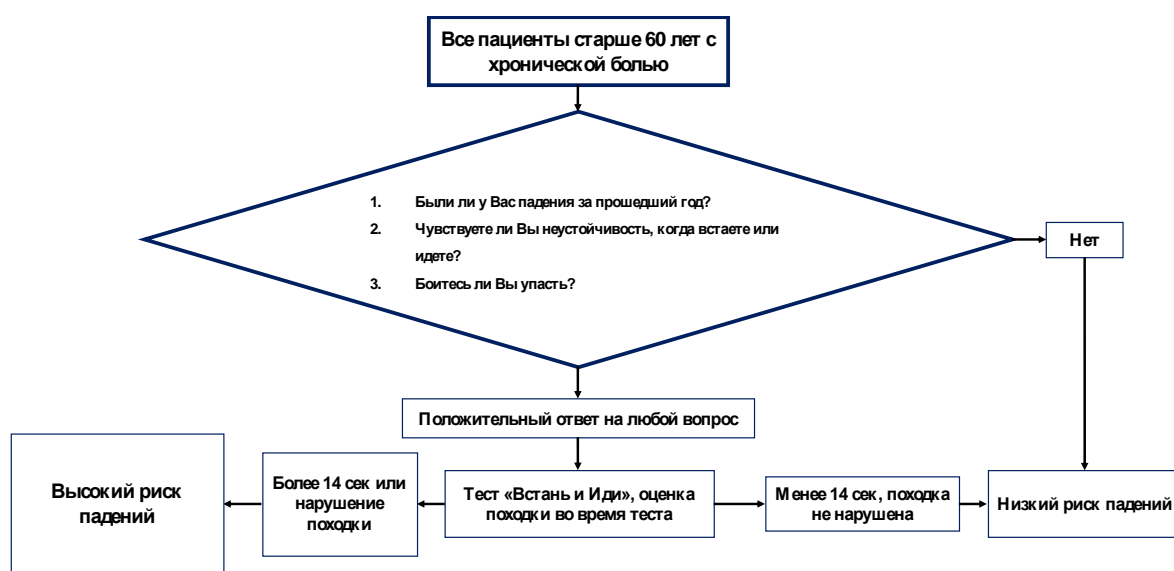 Все пациенты старше 60 лет с
хронической болью
1. Были ли у Вас падения за прошедший год?
2. Чувствуете ли Вы неустойчивость, когда встаете или
идете?
3. Боитесь ли Вы упасть?
Нет
Положительный ответ на любой вопрос
Высокий риск
падений
Более 14 сек или
нарушение
походки
Тест «Встань и Иди», оценка
походки во время теста
Менее 14 сек, походка
не нарушена
Низкий риск падений